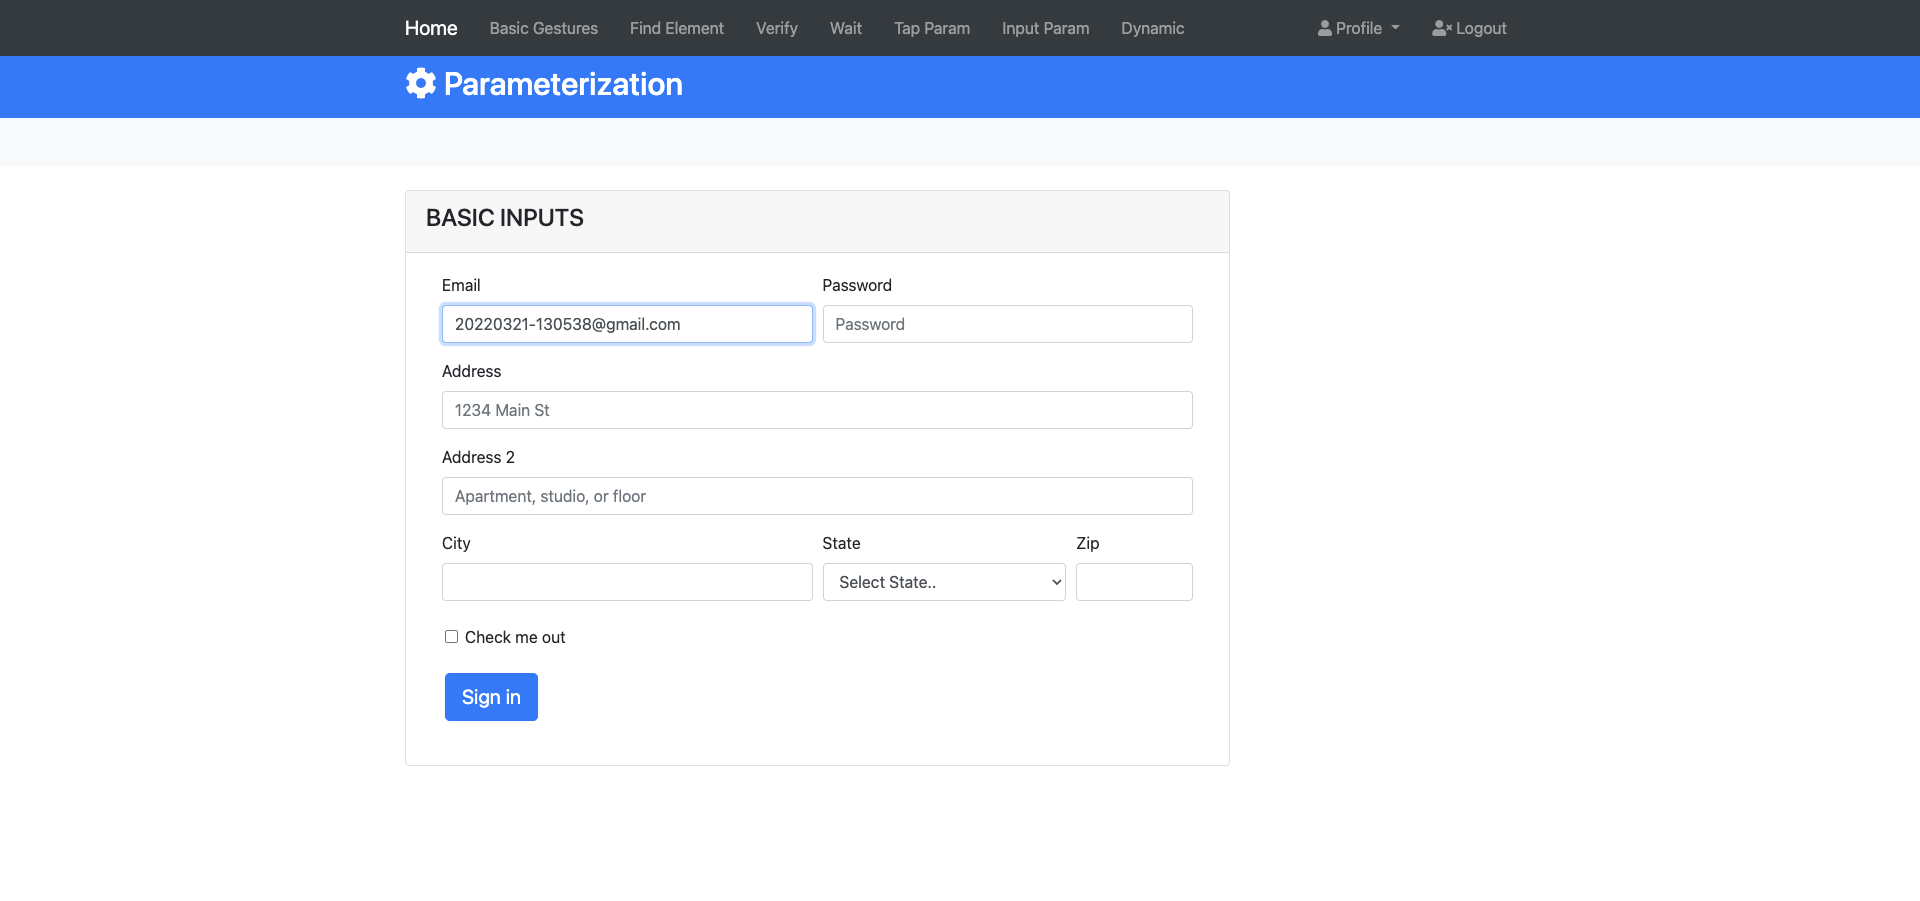 Home Basic Gestures Find Element Verify Wait Tap Param Input Param Dynamic Profile Logout
Parameterization
BASIC INPUTS
Email Password
20220321-130538@gmail.com Password
Address
1234 Main St
Address 2
Apartment, studio, or floor
City State Zip
Select State..
Check me out
Sign in